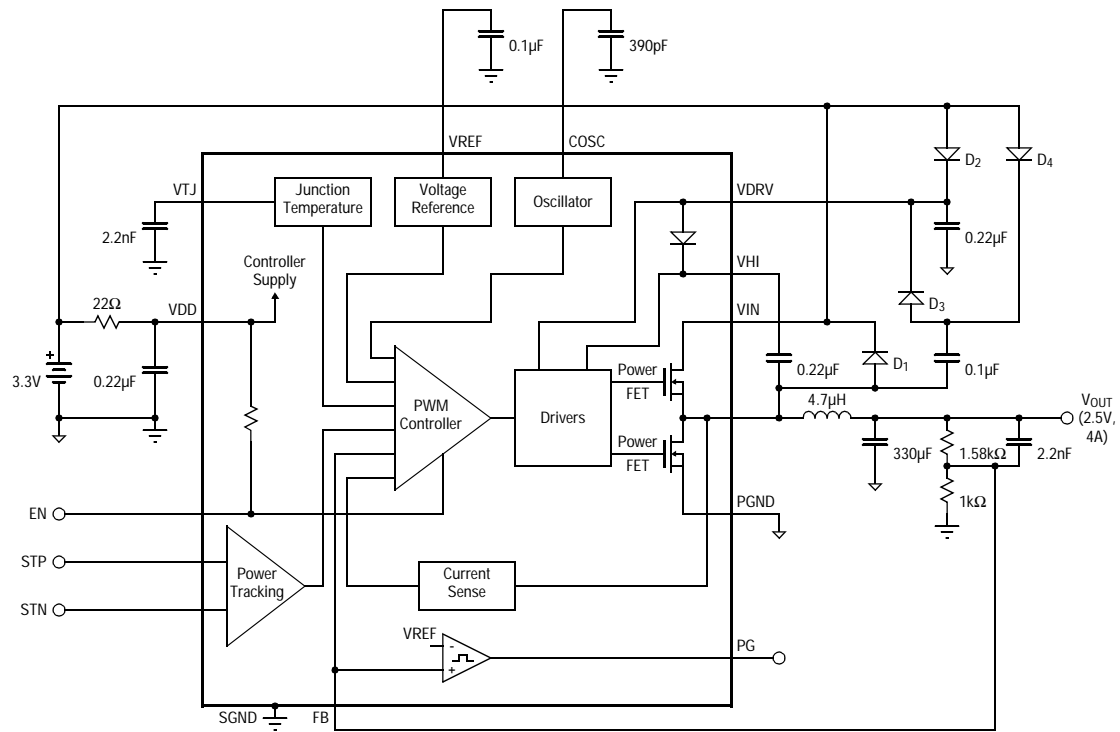 0.1µF
390pF
VREF
COSC
D2
D4
VTJ
Junction
Temperature
Voltage
Reference
Oscillator
VDRV
2.2nF
0.22µF
Controller
Supply
VHI
D3
22Ω
VDD
VIN
3.3V
0.22µF
PWM
Controller
Drivers
Power
FET
0.22µF
D1
0.1µF
4.7µH
VOUT
(2.5V,
4A)
Power
FET
330µF
1.58kΩ
2.2nF
1kΩ
EN
PGND
STP
STN
Power
Tracking
Current
Sense
VREF
-
+
PG
SGND
FB
+